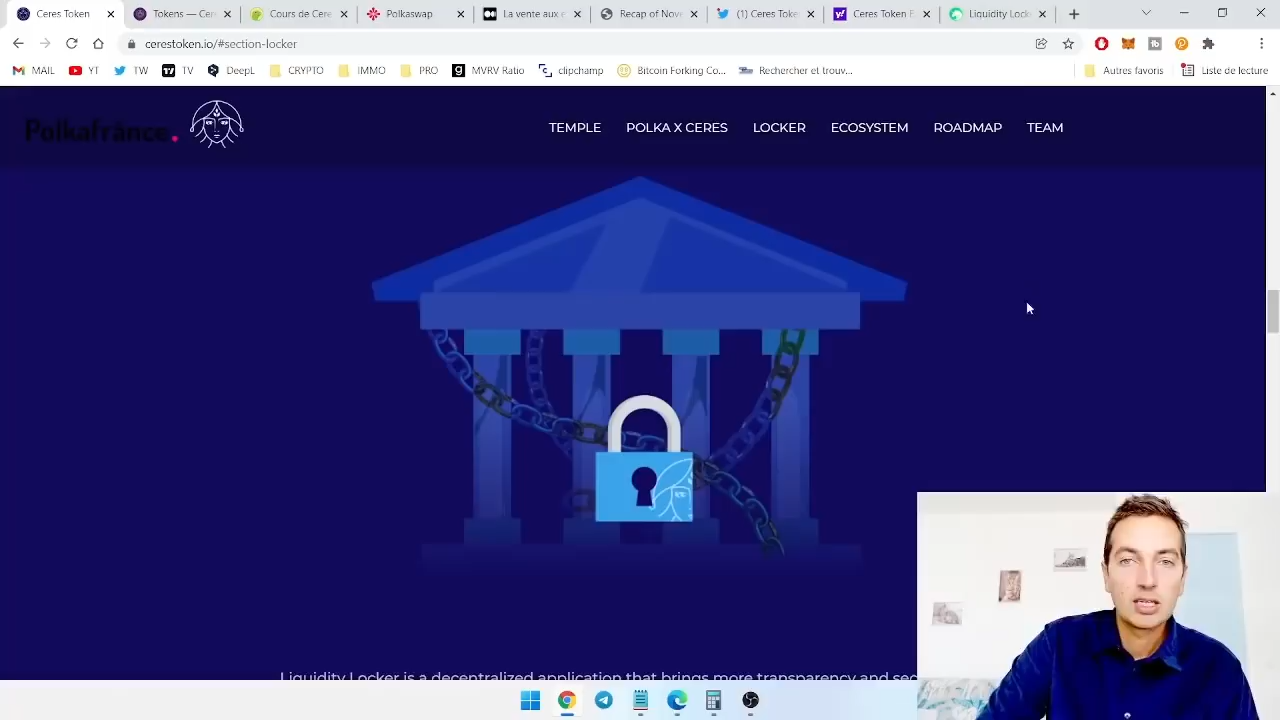 Ceres Token
Tokens — Cere
Cours de Cere
Polkaswap
La vente aux e
Recap of Nove
(1) Ceres Toke
Ceres Token E
Liquidity Lock
cerestoken.io/#section-locker
MAIL
YT
TW
TV
DeepL
CRYPTO
IMMO
PRO
MVRV Ratio
clipchamp
Bitcoin Forking Co...
Rechercher et trouv...
Autres favoris
Liste de lecture
Polkafrance.
TEMPLE
POLKA X CERES
LOCKER
ECOSYSTEM
ROADMAP
TEAM
Liquidity Locker is a decentralized application that brings more transparency and sec